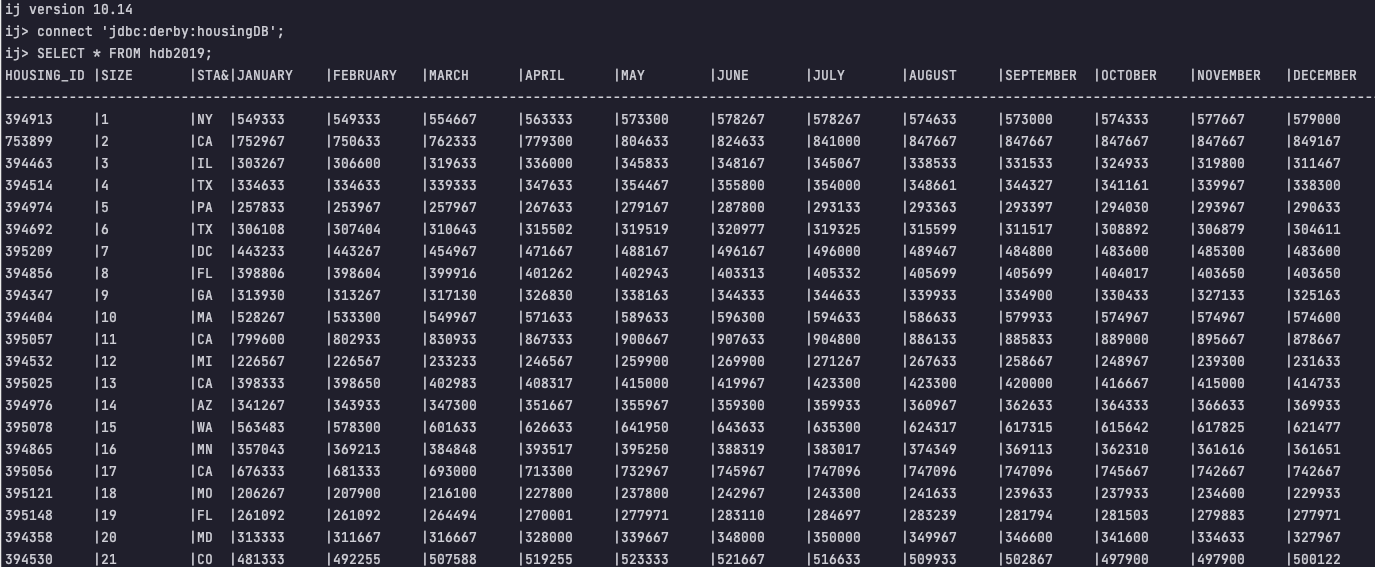 ij version 10.14
ij> connect 'jdbc:derby:housingDB';
ij> SELECT * FROM hdb2019;
HOUSING_ID |SIZE |STA&|JANUARY |FEBRUARY |MARCH |APRIL |MAY |JUNE |JULY |AUGUST |SEPTEMBER |OCTOBER |NOVEMBER |DECEMBER
------------------------------------------------------------------------------------------------------------------------------------------------------------------------
394913 |1 |NY |549333 |549333 |554667 |563333 |573300 |578267 |578267 |574633 |573000 |574333 |577667 |579000
753899 |2 |CA |752967 |750633 |762333 |779300 |804633 |824633 |841000 |847667 |847667 |847667 |847667 |849167
394463 |3 |IL |303267 |306600 |319633 |336000 |345833 |348167 |345067 |338533 |331533 |324933 |319800 |311467
394514 |4 |TX |334633 |334633 |339333 |347633 |354467 |355800 |354000 |348661 |344327 |341161 |339967 |338300
394974 |5 |PA |257833 |253967 |257967 |267633 |279167 |287800 |293133 |293363 |293397 |294030 |293967 |290633
394692 |6 |TX |306108 |307404 |310643 |315502 |319519 |320977 |319325 |315599 |311517 |308892 |306879 |304611
395209 |7 |DC |443233 |443267 |454967 |471667 |488167 |496167 |496000 |489467 |484800 |483600 |485300 |483600
394856 |8 |FL |398806 |398604 |399916 |401262 |402943 |403313 |405332 |405699 |405699 |404017 |403650 |403650
394347 |9 |GA |313930 |313267 |317130 |326830 |338163 |344333 |344633 |339933 |334900 |330433 |327133 |325163
394404 |10 |MA |528267 |533300 |549967 |571633 |589633 |596300 |594633 |586633 |579933 |574967 |574967 |574600
395057 |11 |CA |799600 |802933 |830933 |867333 |900667 |907633 |904800 |886133 |885833 |889000 |895667 |878667
394532 |12 |MI |226567 |226567 |233233 |246567 |259900 |269900 |271267 |267633 |258667 |248967 |239300 |231633
395025 |13 |CA |398333 |398650 |402983 |408317 |415000 |419967 |423300 |423300 |420000 |416667 |415000 |414733
394976 |14 |AZ |341267 |343933 |347300 |351667 |355967 |359300 |359933 |360967 |362633 |364333 |366633 |369933
395078 |15 |WA |563483 |578300 |601633 |626633 |641950 |643633 |635300 |624317 |617315 |615642 |617825 |621477
394865 |16 |MN |357043 |369213 |384848 |393517 |395250 |388319 |383017 |374349 |369113 |362310 |361616 |361651
395056 |17 |CA |676333 |681333 |693000 |713300 |732967 |745967 |747096 |747096 |747096 |745667 |742667 |742667
395121 |18 |MO |206267 |207900 |216100 |227800 |237800 |242967 |243300 |241633 |239633 |237933 |234600 |229933
395148 |19 |FL |261092 |261092 |264494 |270001 |277971 |283110 |284697 |283239 |281794 |281503 |279883 |277971
394358 |20 |MD |313333 |311667 |316667 |328000 |339667 |348000 |350000 |349967 |346600 |341600 |334633 |327967
394530 |21 |CO |481333 |492255 |507588 |519255 |523333 |521667 |516633 |509933 |502867 |497900 |497900 |500122